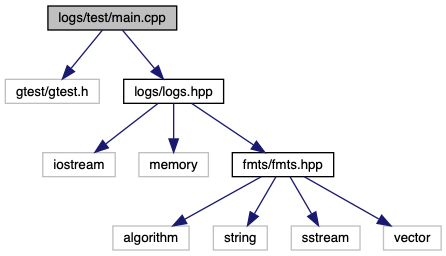 logs/test/main.cpp
gtest/gtest.h
logs/logs.hpp
iostream
memory
fmts/fmts.hpp
algorithm
string
sstream
vector